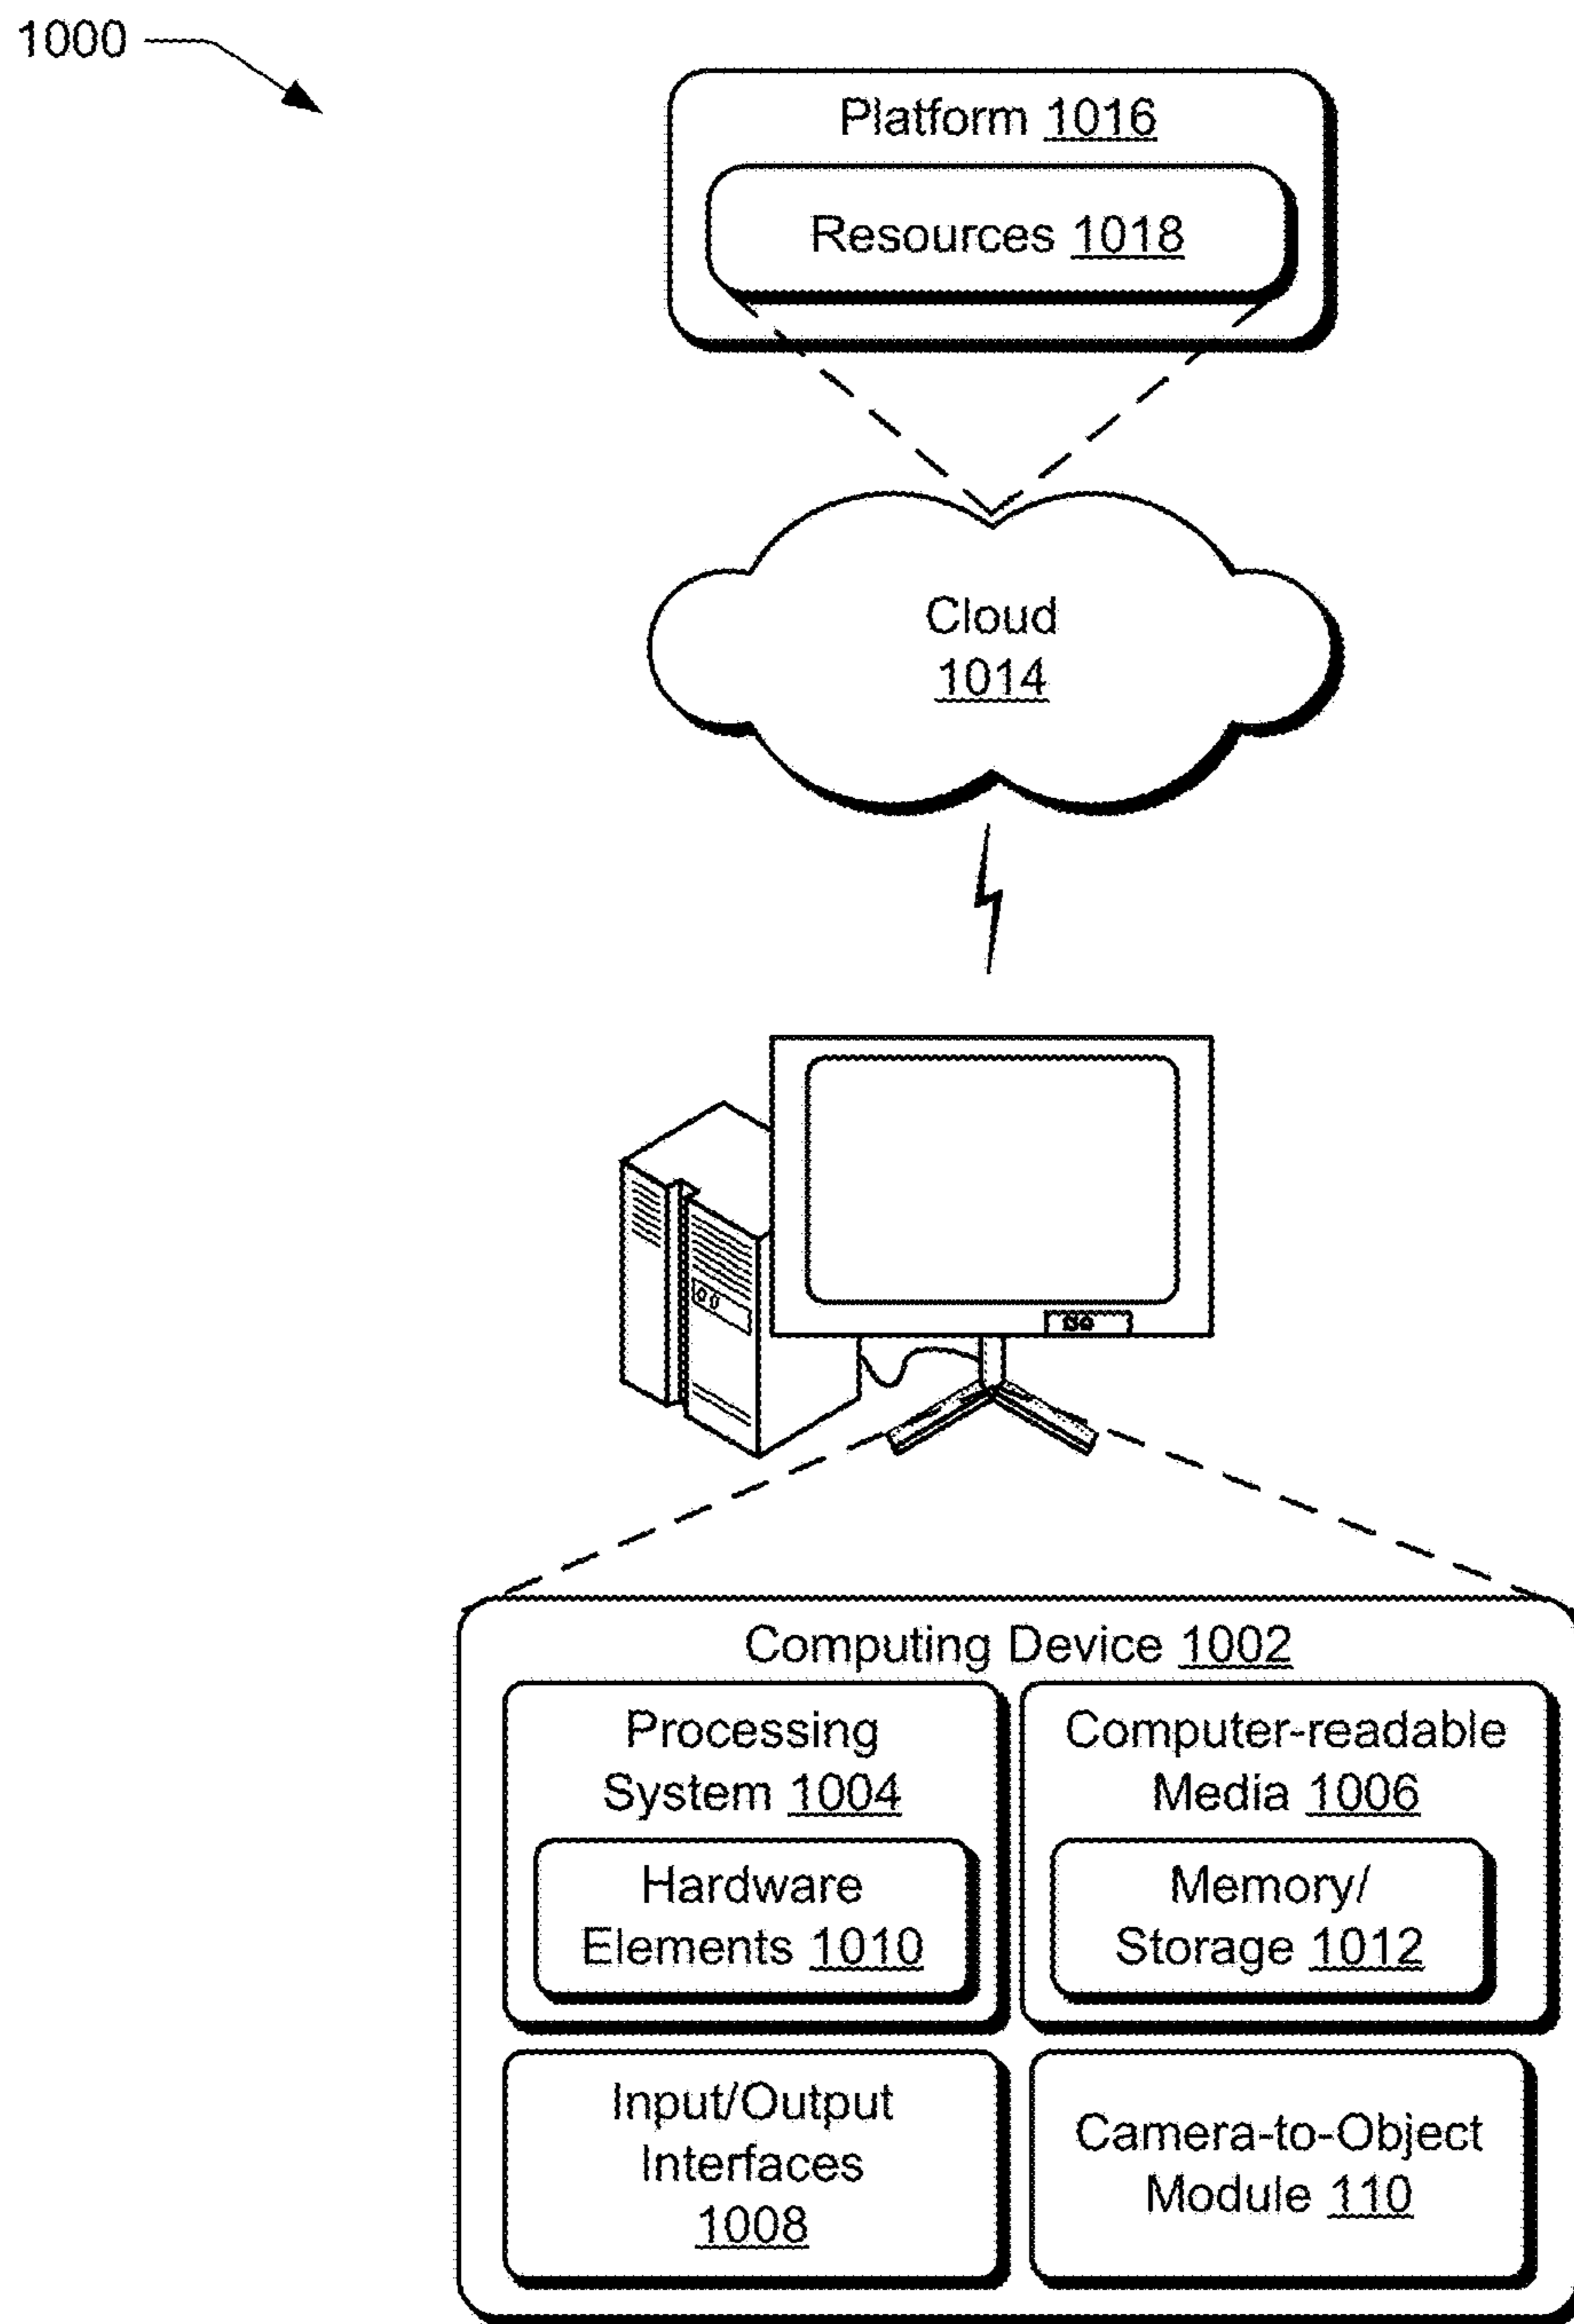 1000
Platform 1016
Resources 1018
Cloud
1014
Computing Device 1002
Processing
System 1004
Hardware
Elements 1010
Computer-readable
Media 1006
Memory/
Storage 1012
Input/Output
Interfaces
1008
Camera-to-Object
Module 110